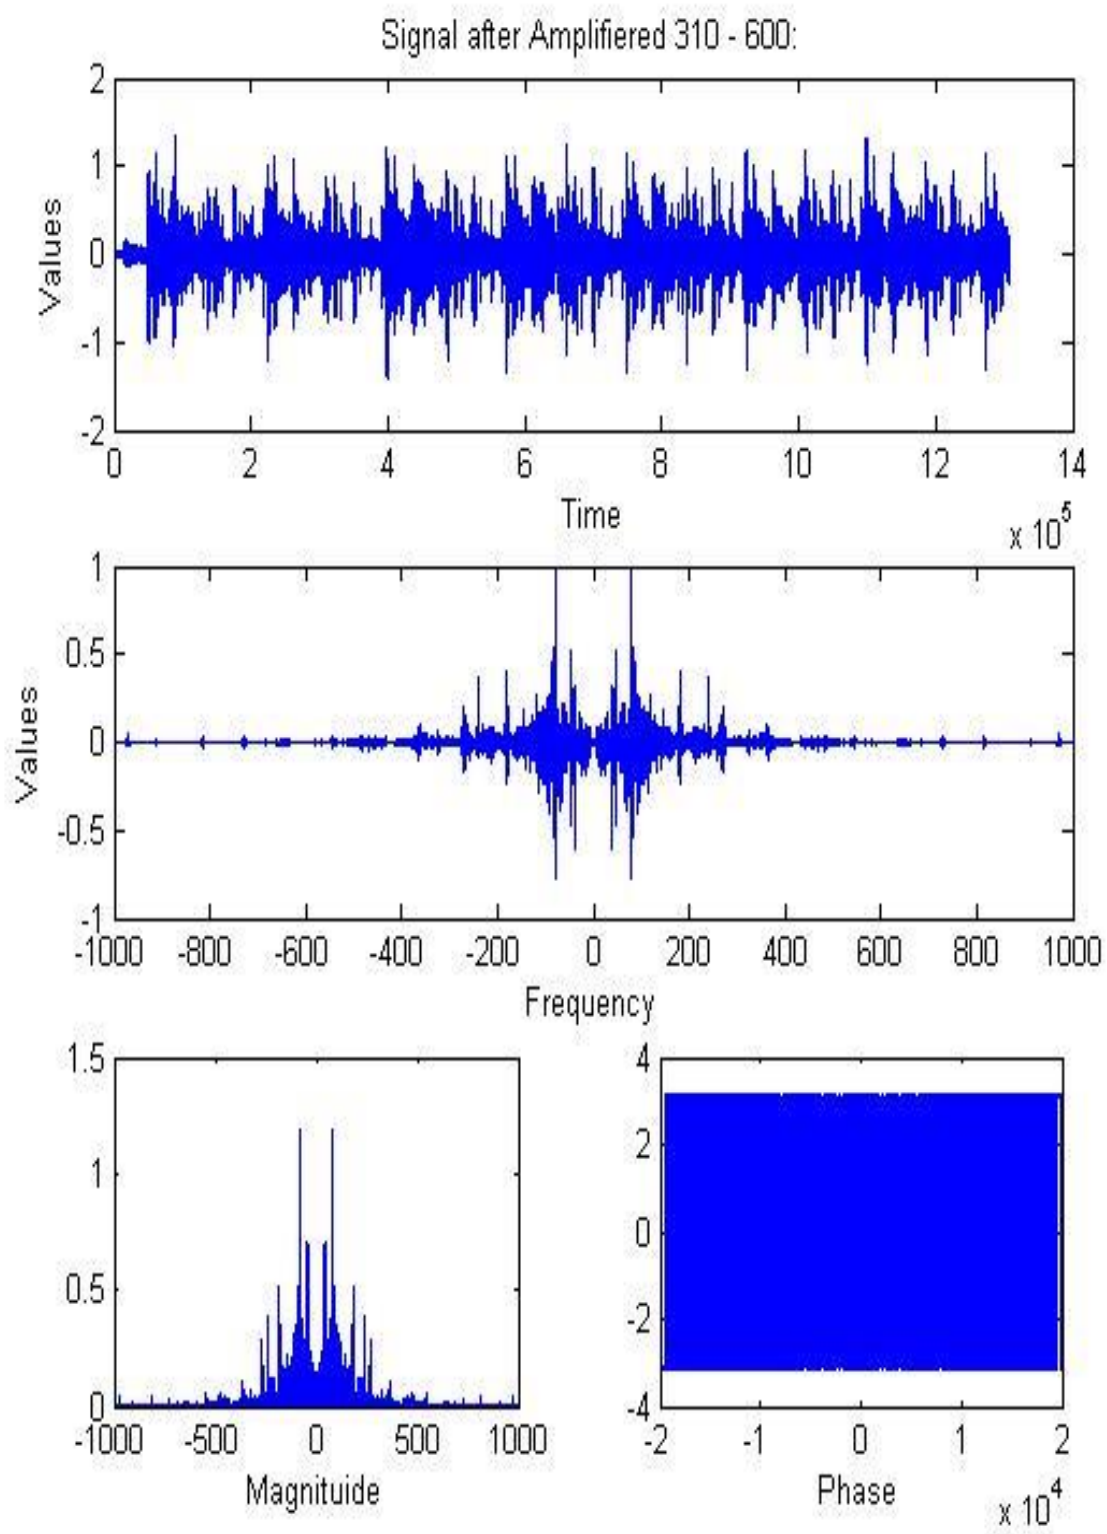 Signal after Amplifiered 310 - 600:
2
1
0
-1
-2
Values
0 2 4 6 8 10 12 14
Time
x 10^5
1
0.5
0
-0.5
-1
Values
-1000 -800 -600 -400 -200 0 200 400 600 800 1000
Frequency
1.5
1
0.5
0
-1000 -500 0 500 1000
Magnituide
4
2
0
-2
-4
-2 -1 0 1 2
Phase
x 10^4